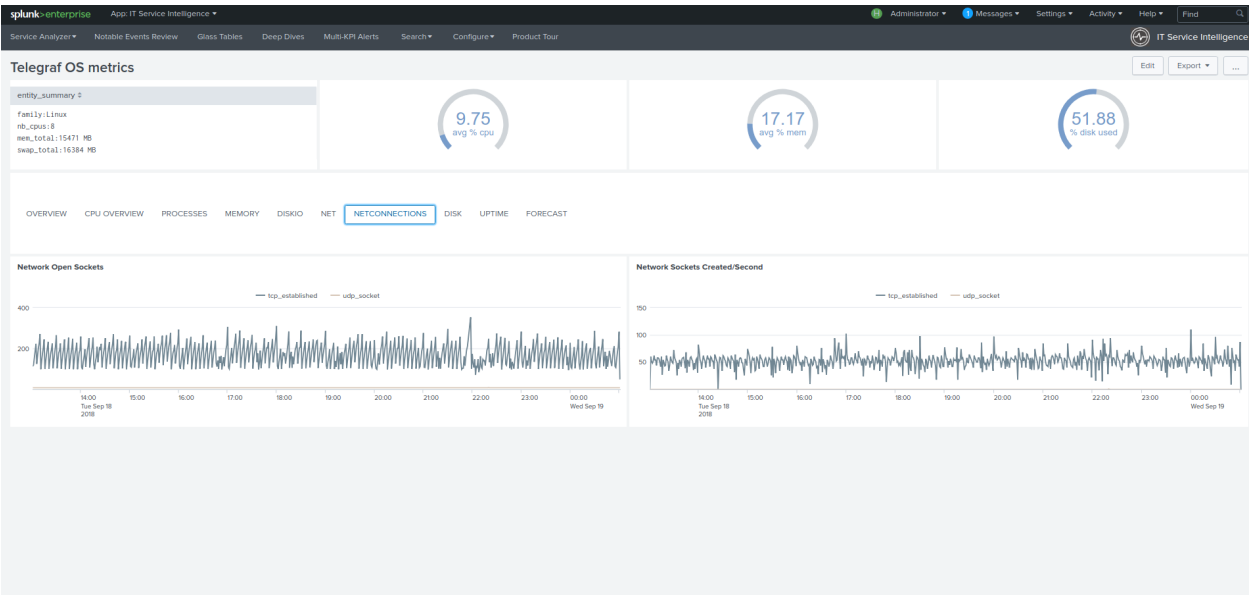 splunk>enterprise App: IT Service Intelligence ▾ H Administrator ▾ 1 Messages ▾ Settings ▾ Activity ▾ Help ▾ Find
Service Analyzer ▾ Notable Events Review Glass Tables Deep Dives Multi-KPI Alerts Search ▾ Configure ▾ Product Tour IT Service Intelligence
Telegraf OS metrics Edit Export ▾ ...
entity_summary
family:Linux
nb_cpus:8
mem_total:15471 MB
swap_total:16384 MB
9.75
avg % cpu
17.17
avg % mem
51.88
% disk used
OVERVIEW CPU OVERVIEW PROCESSES MEMORY DISKIO NET NETCONNECTIONS DISK UPTIME FORECAST
Network Open Sockets
tcp_established udp_socket
400
200
14:00 15:00 16:00 17:00 18:00 19:00 20:00 21:00 22:00 23:00 00:00
Tue Sep 18 Wed Sep 19
2018
Network Sockets Created/Second
tcp_established udp_socket
150
100
50
14:00 15:00 16:00 17:00 18:00 19:00 20:00 21:00 22:00 23:00 00:00
Tue Sep 18 Wed Sep 19
2018